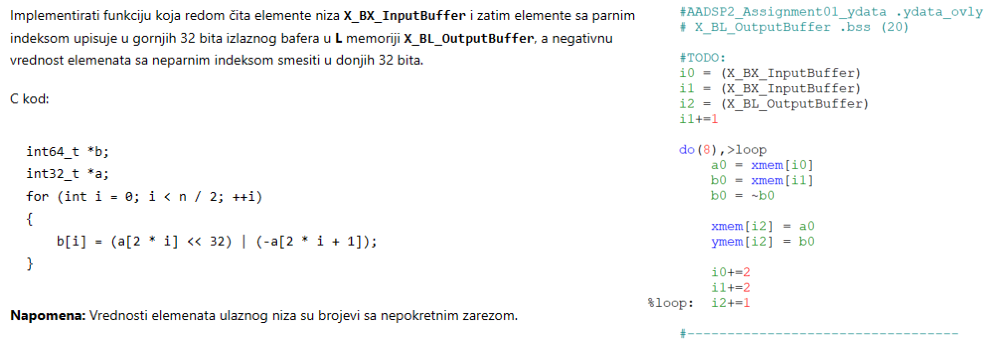 Implementirati funkciju koja redom čita elemente niza X_BX_InputBuffer i zatim elemente sa parnim
indeksom upisuje u gornjih 32 bita izlaznog bafera u L memoriji X_BL_OutputBuffer, a negativnu
vrednost elemenata sa neparnim indeksom smesiti u donjih 32 bita.
C kod:
int64_t *b;
int32_t *a;
for (int i = 0; i < n / 2; ++i)
{
b[i] = (a[2 * i] << 32) | (-a[2 * i + 1]);
}
Napomena: Vrednosti elemenata ulaznog niza su brojevi sa nepokretnim zarezom.
#AADSP2_Assignment01_ydata .ydata_ovly
# X_BL_OutputBuffer .bss (20)
#TODO:
i0 = (X_BX_InputBuffer)
i1 = (X_BX_InputBuffer)
i2 = (X_BL_OutputBuffer)
i1+=1
do(8),>loop
a0 = xmem[i0]
b0 = xmem[i1]
b0 = ~b0
xmem[i2] = a0
ymem[i2] = b0
i0+=2
i1+=2
%loop: i2+=1
#----------------------------------